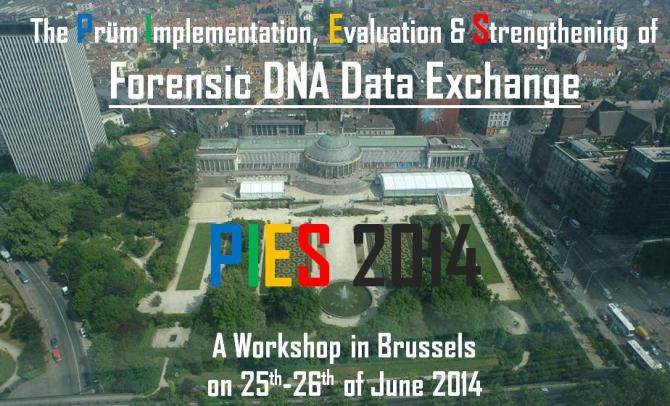 The Prüm Implementation, Evaluation & Strengthening of
Forensic DNA Data Exchange
PIES 2014
A Workshop in Brussels
on 25th-26th of June 2014